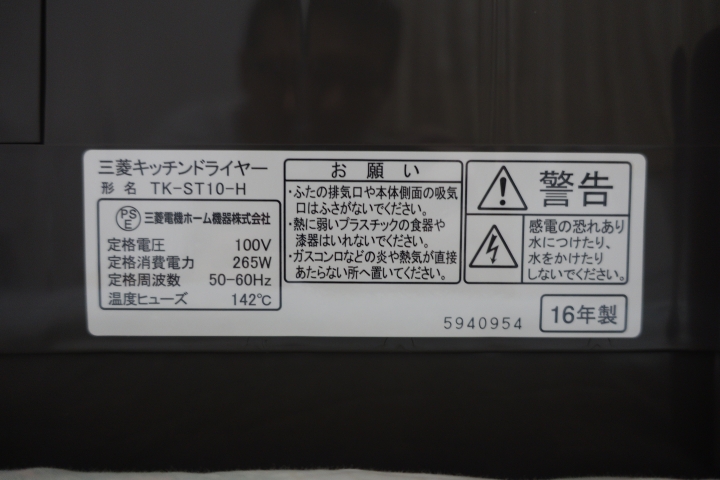 三菱キッチンドライヤー
形名 TK-ST10-H
PSE 三菱電機ホーム機器株式会社
定格電圧 100V
定格消費電力 265W
定格周波数 50-60Hz
温度ヒューズ 142℃
お願い
・ふたの排気口や本体側面の吸気
口はふさがないでください。
・熱に弱いプラスチックの食器や
漆器はいれないでください。
・ガスコンロなどの炎や熱気が直接
あたらない所へ置いてください。
警告
感電の恐れあり
水につけたり、
水をかけたり
しないでください。
5940954
16年製